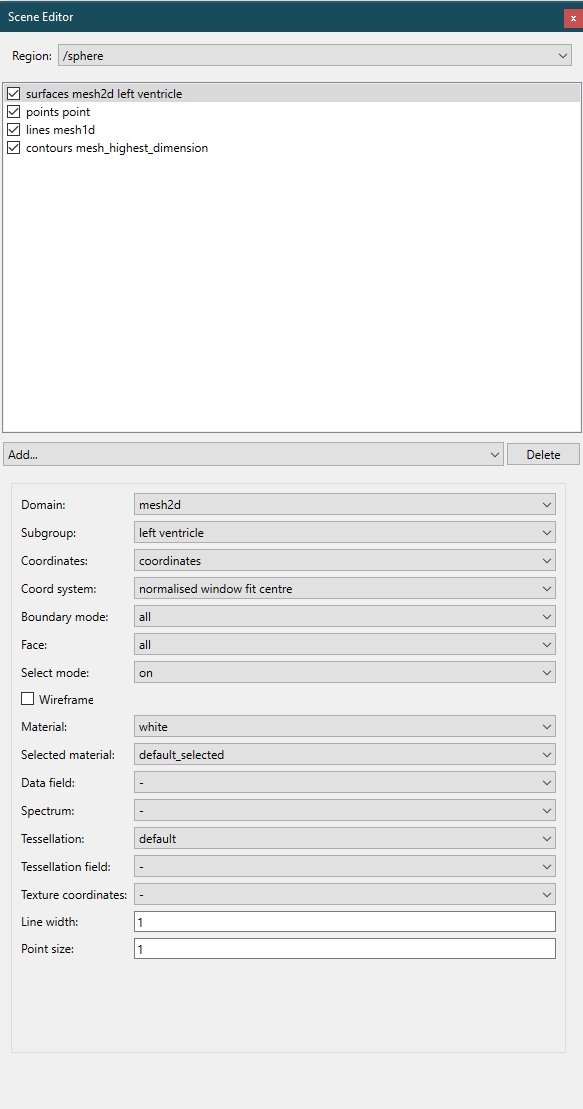 Scene Editor x
Region: /sphere
surfaces mesh2d left ventricle
points point
lines mesh1d
contours mesh_highest_dimension
Add... Delete
Domain: mesh2d
Subgroup: left ventricle
Coordinates: coordinates
Coord system: normalised window fit centre
Boundary mode: all
Face: all
Select mode: on
Wireframe
Material: white
Selected material: default_selected
Data field: -
Spectrum: -
Tessellation: default
Tessellation field: -
Texture coordinates: -
Line width: 1
Point size: 1